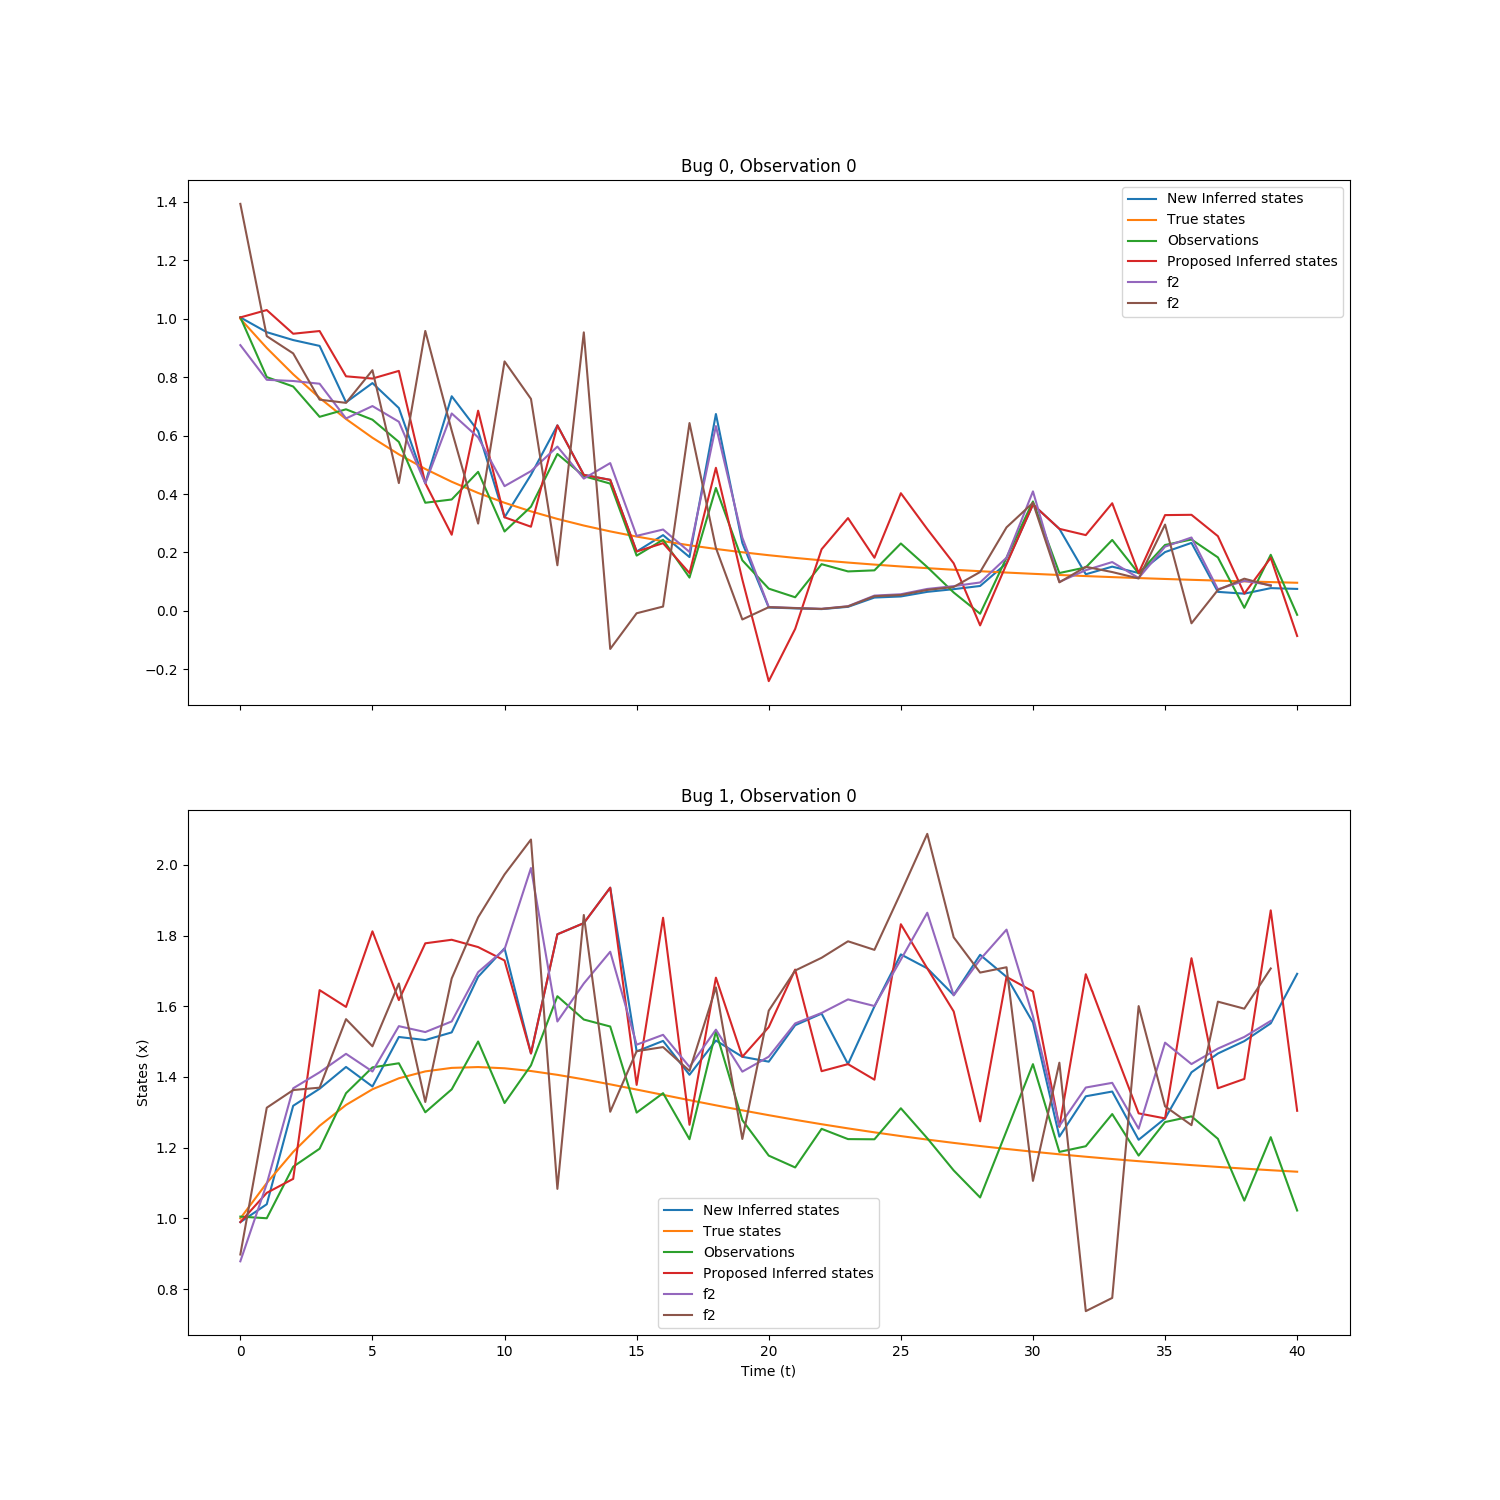 Bug 0, Observation 0
1.4
1.2
1.0
0.8
0.6
0.4
0.2
0.0
−0.2
New Inferred states
True states
Observations
Proposed Inferred states
f2
f2
Bug 1, Observation 0
States (x)
2.0
1.8
1.6
1.4
1.2
1.0
0.8
New Inferred states
True states
Observations
Proposed Inferred states
f2
f2
0 5 10 15 20 25 30 35 40
Time (t)